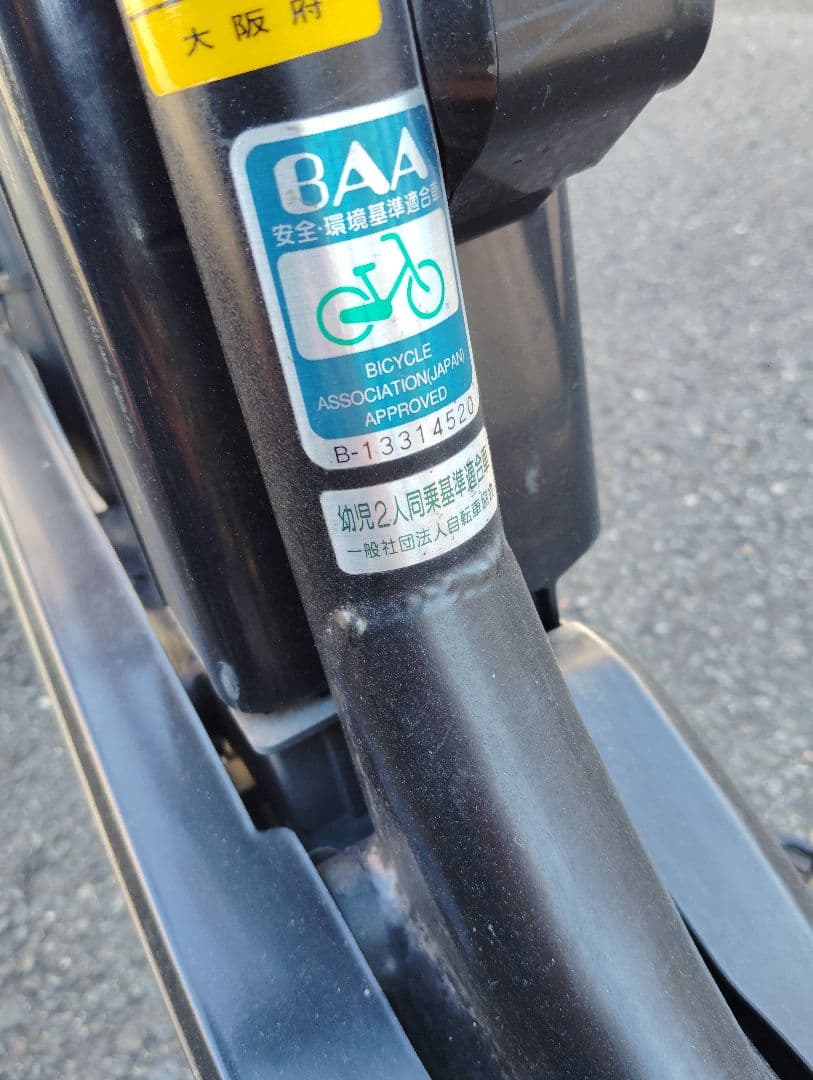 大阪府
BAA
安全・環境基準適合車
BICYCLE
ASSOCIATION(JAPAN)
APPROVED
B-13314520
幼児2人同乗基準適合車
一般社団法人自転車協会